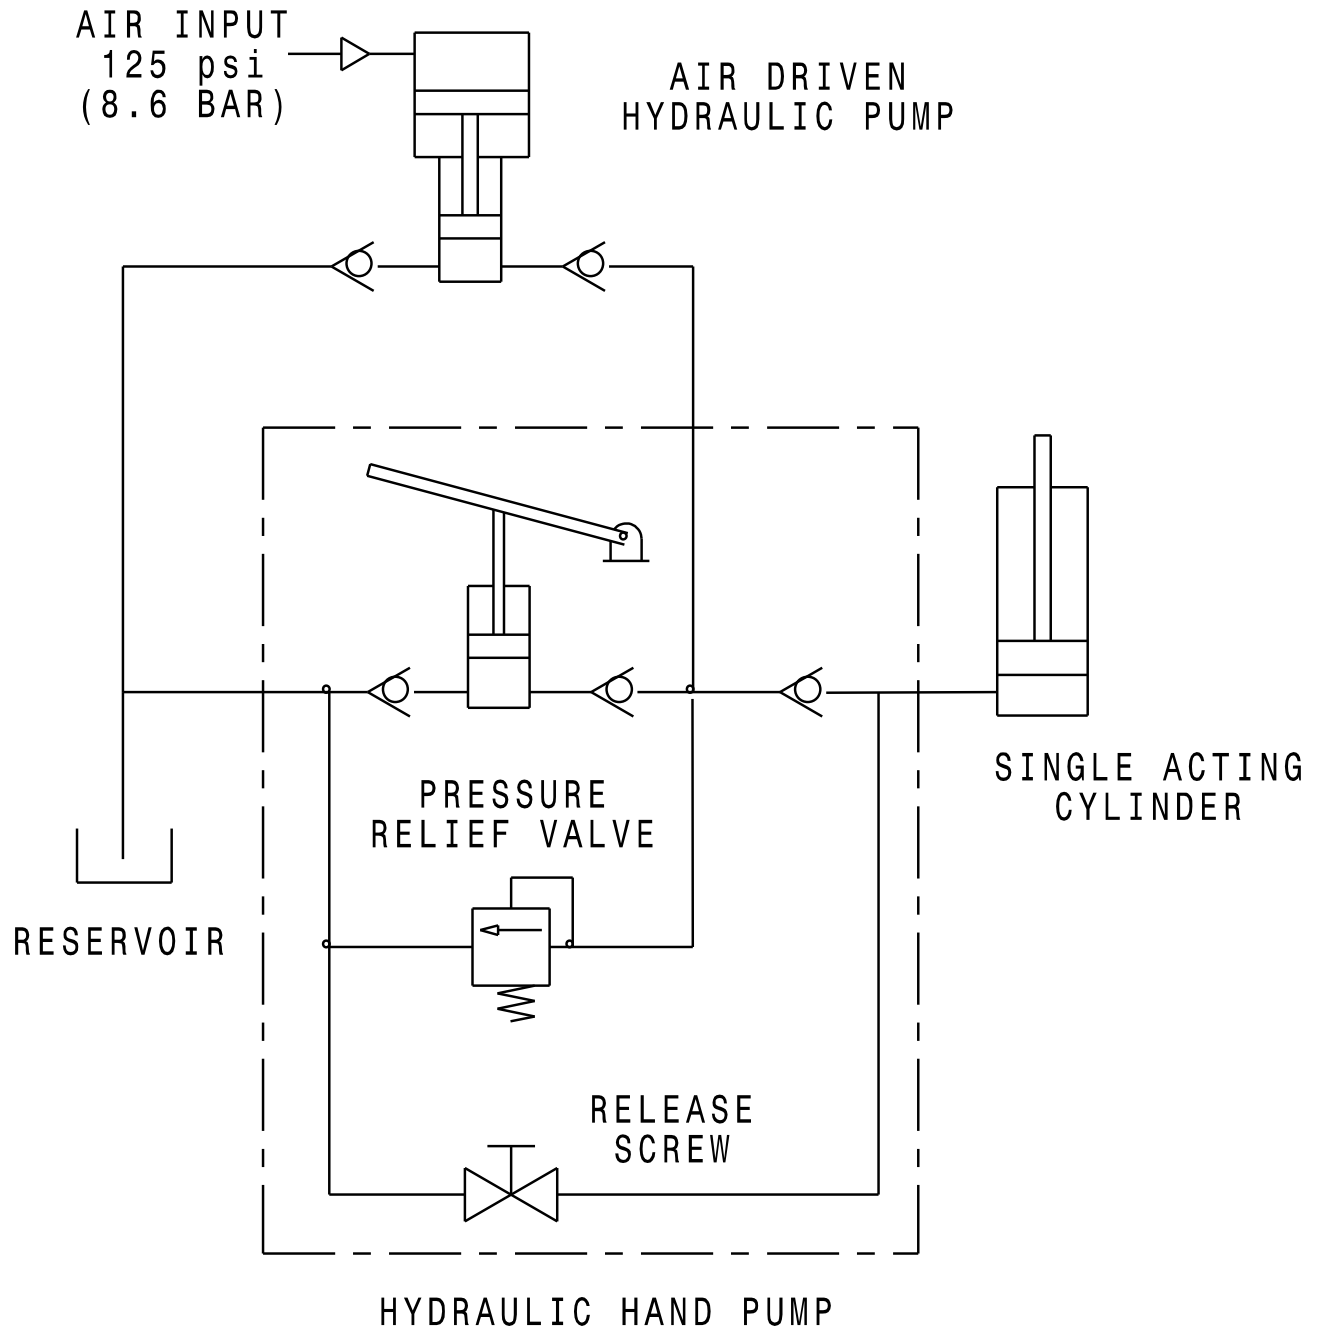 AIR INPUT
125 psi
(8.6 BAR)
AIR DRIVEN
HYDRAULIC PUMP
PRESSURE
RELIEF VALVE
SINGLE ACTING
CYLINDER
RESERVOIR
RELEASE
SCREW
HYDRAULIC HAND PUMP